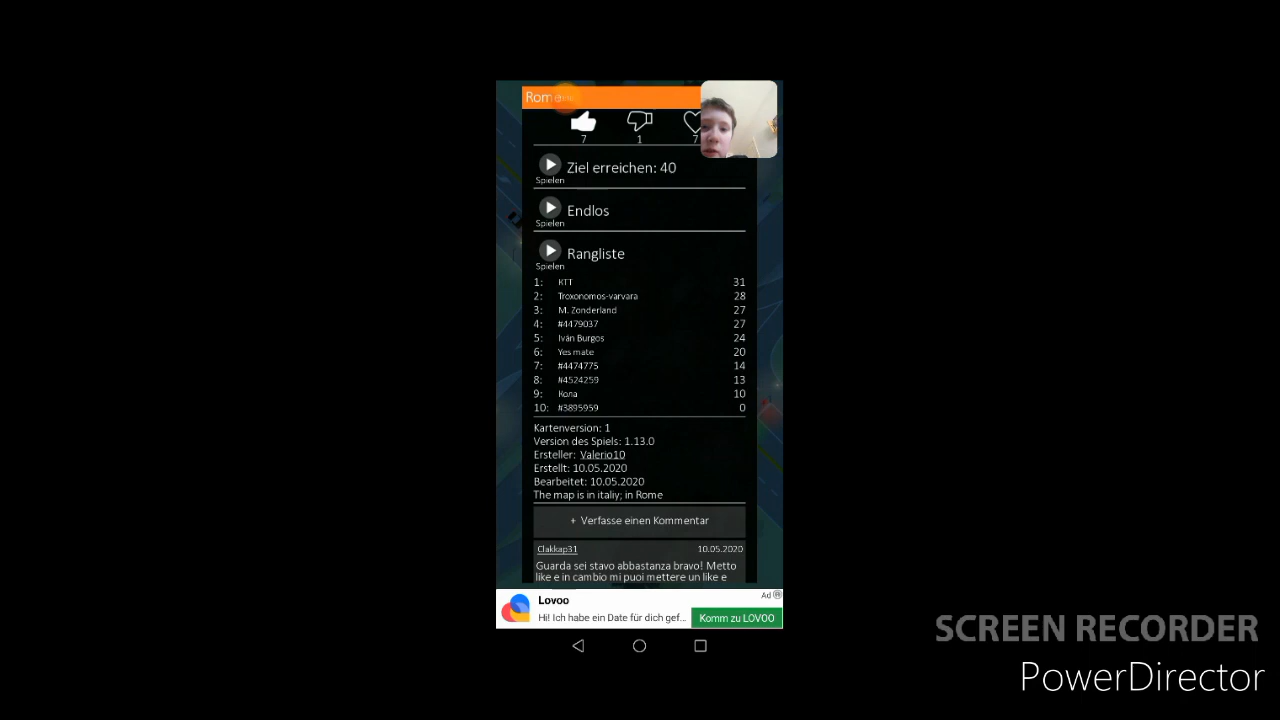 Rom
7
1
7
Ziel erreichen: 40
Spielen
Endlos
Spielen
Rangliste
Spielen
1: KTT 31
2: Troxonomos-varvara 28
3: M. Zonderland 27
4: #4479037 27
5: Iván Burgos 24
6: Yes mate 20
7: #4474775 14
8: #4524259 13
9: Кола 10
10: #3895959 0
Kartenversion: 1
Version des Spiels: 1.13.0
Ersteller: Valerio10
Erstellt: 10.05.2020
Bearbeitet: 10.05.2020
The map is in italiy; in Rome
+ Verfasse einen Kommentar
Clakkap31 10.05.2020
Guarda sei stavo abbastanza bravo! Metto
like e in cambio mi puoi mettere un like e
Ad
Lovoo
Hi! Ich habe ein Date für dich gef...
Komm zu LOVOO
SCREEN RECORDER
PowerDirector